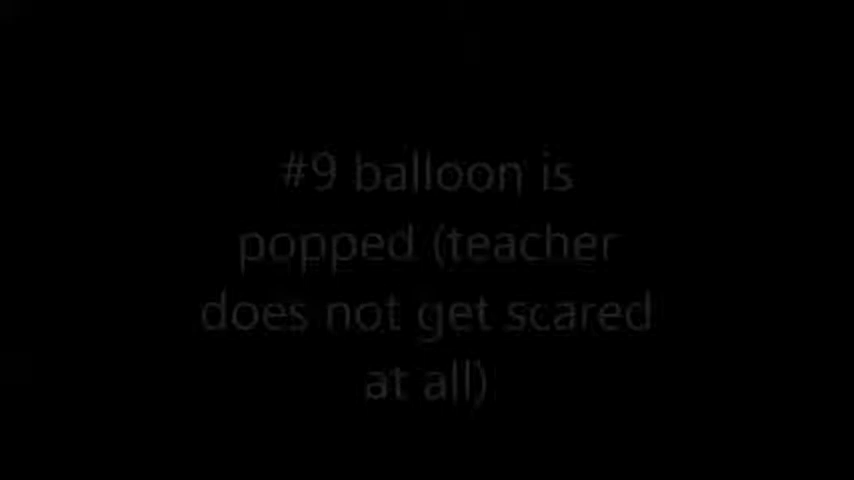 #9 balloon is
popped (teacher
does not get scared
at all)